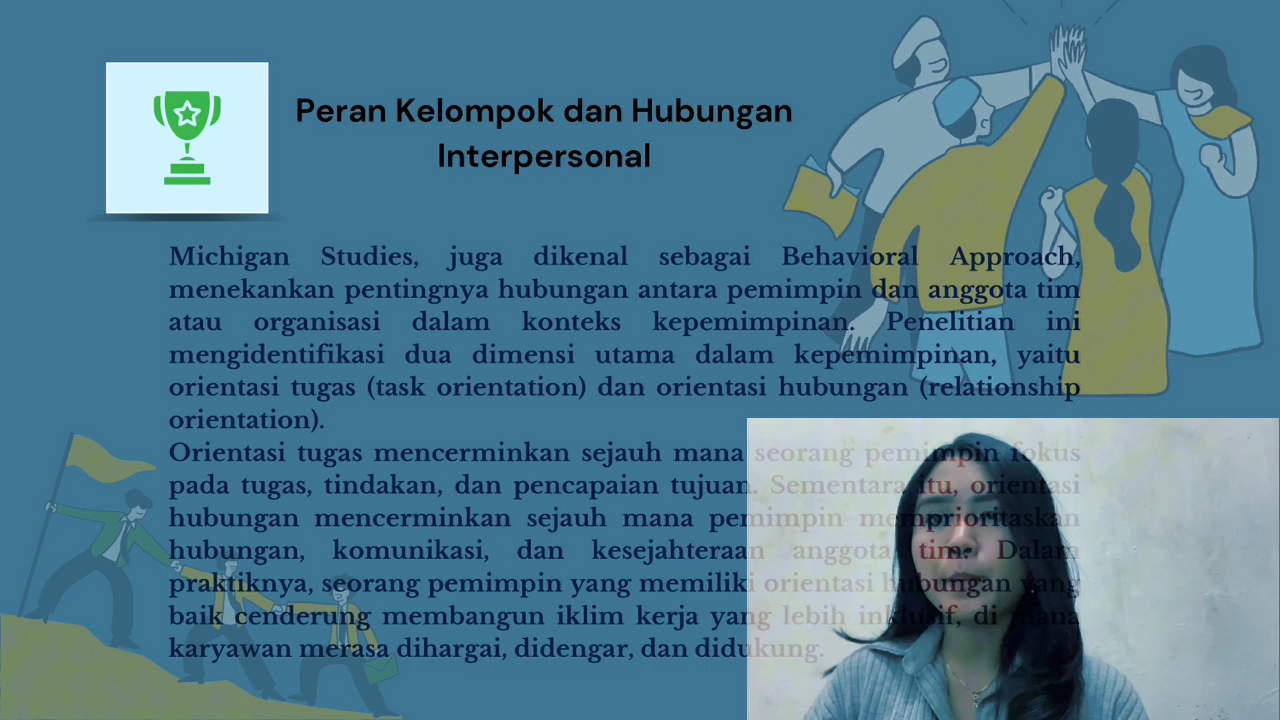 Peran Kelompok dan Hubungan
Interpersonal
Michigan Studies, juga dikenal sebagai Behavioral Approach,
menekankan pentingnya hubungan antara pemimpin dan anggota tim
atau organisasi dalam konteks kepemimpinan. Penelitian ini
mengidentifikasi dua dimensi utama dalam kepemimpinan, yaitu
orientasi tugas (task orientation) dan orientasi hubungan (relationship
orientation).
Orientasi tugas mencerminkan sejauh mana seorang pemimpin fokus
pada tugas, tindakan, dan pencapaian tujuan. Sementara itu, orientasi
hubungan mencerminkan sejauh mana pemimpin memprioritaskan
hubungan, komunikasi, dan kesejahteraan anggota tim. Dalam
praktiknya, seorang pemimpin yang memiliki orientasi hubungan yang
baik cenderung membangun iklim kerja yang lebih inklusif, di mana
karyawan merasa dihargai, didengar, dan didukung.